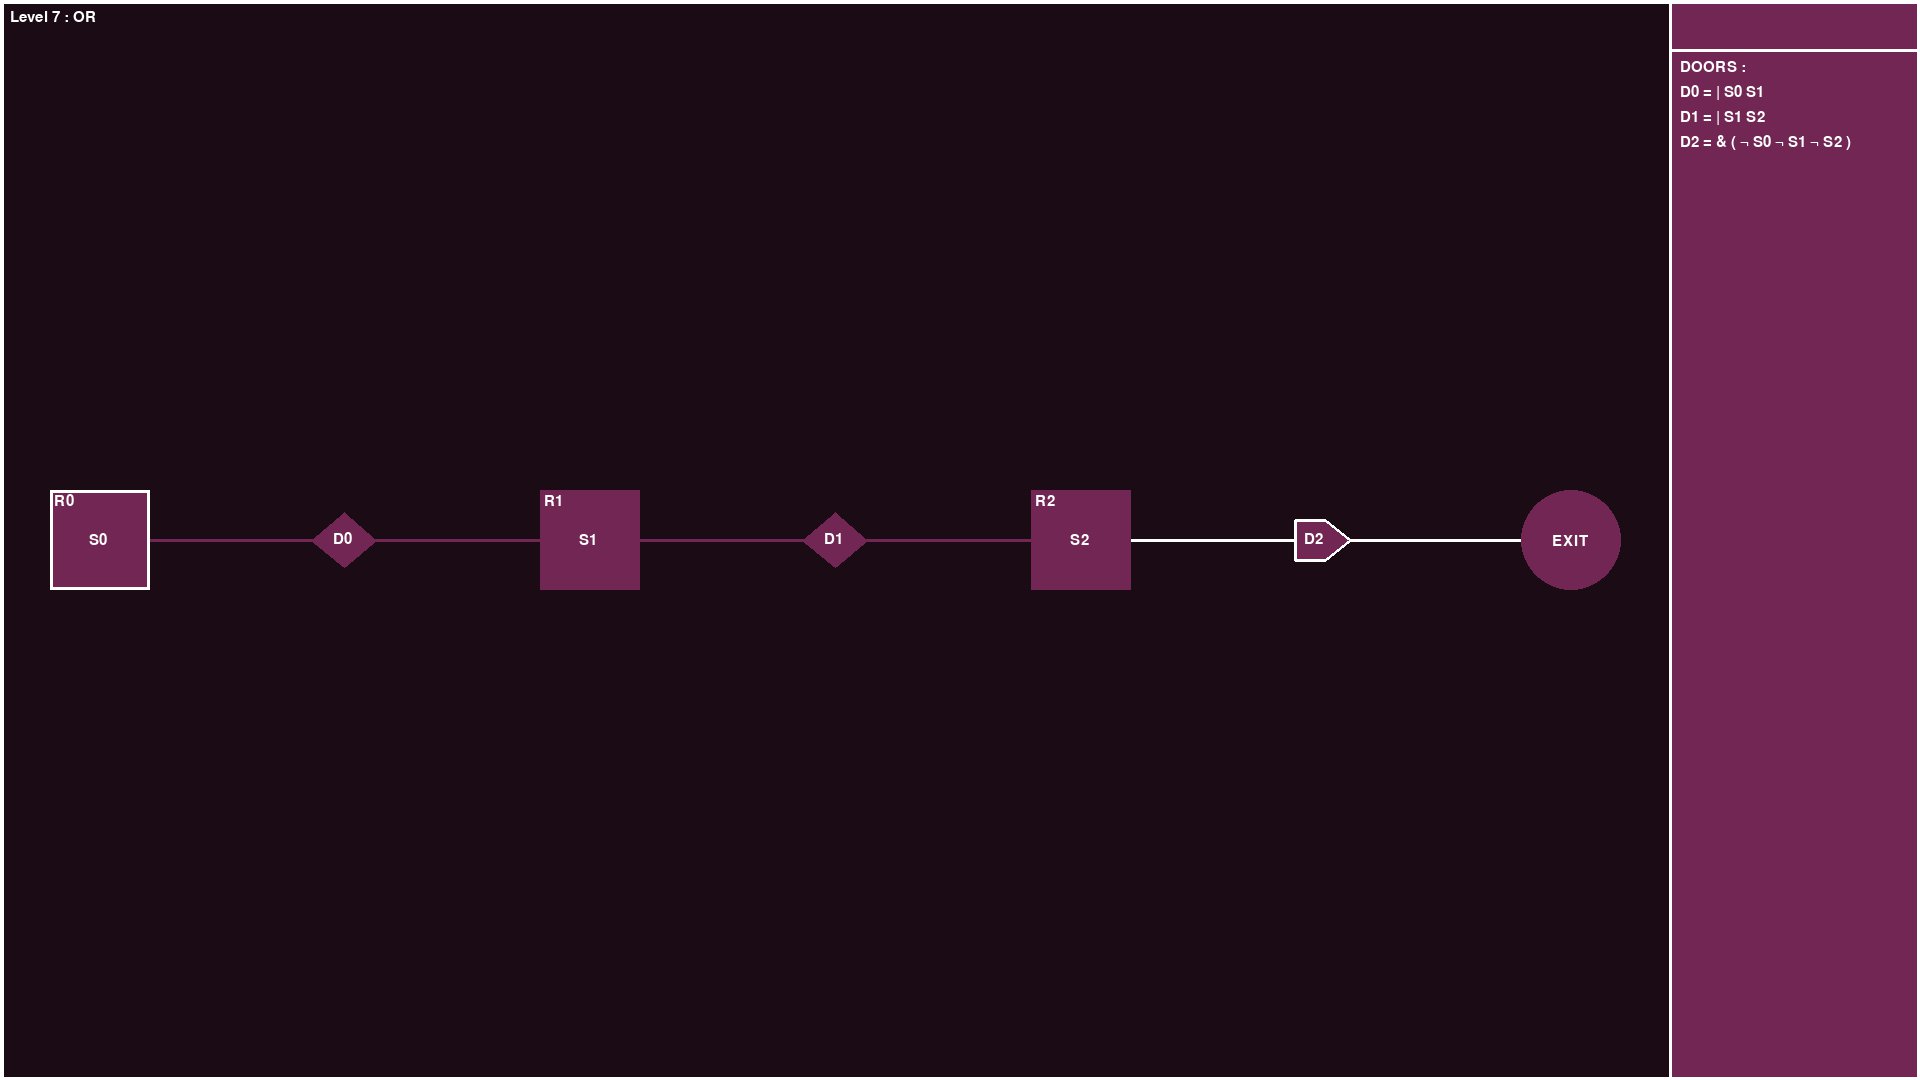 Level 7 : OR
DOORS :
D0 = | S0 S1
D1 = | S1 S2
D2 = & ( ¬ S0 ¬ S1 ¬ S2 )
R0
R1
R2
S0
D0
S1
D1
S2
D2
EXIT